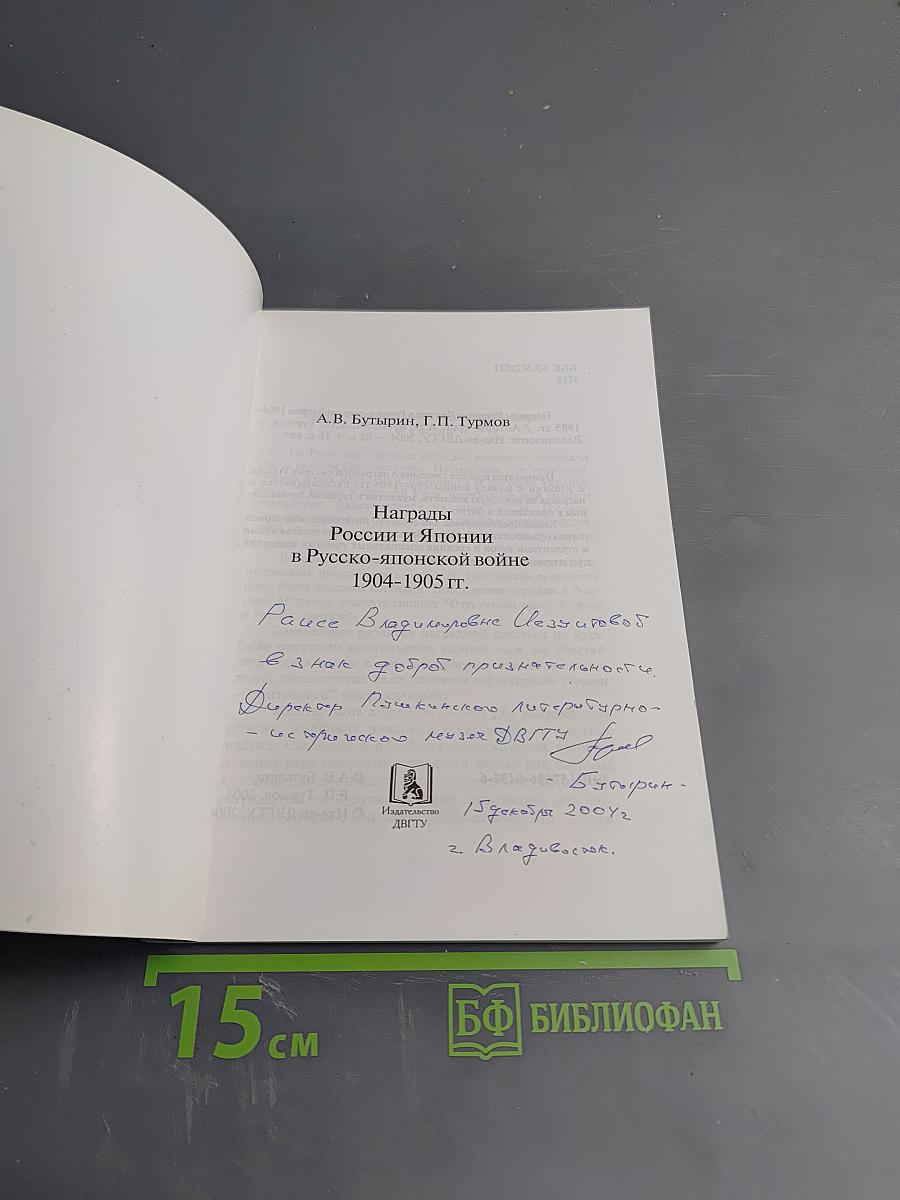 А.В. Бутырин, Г.П. Турмов
Награды
России и Японии
в Русско-японской войне
1904-1905 гг.
Раисе Владимировне Иезуитовой
в знак доброй признательности.
Директор Пушкинского литературно-
- исторического музея ДВГТУ
- Бутырин -
15 декабря 2004 г.
г. Владивосток.
Издательство
ДВГТУ
15 см
БФ БИБЛИОФАН